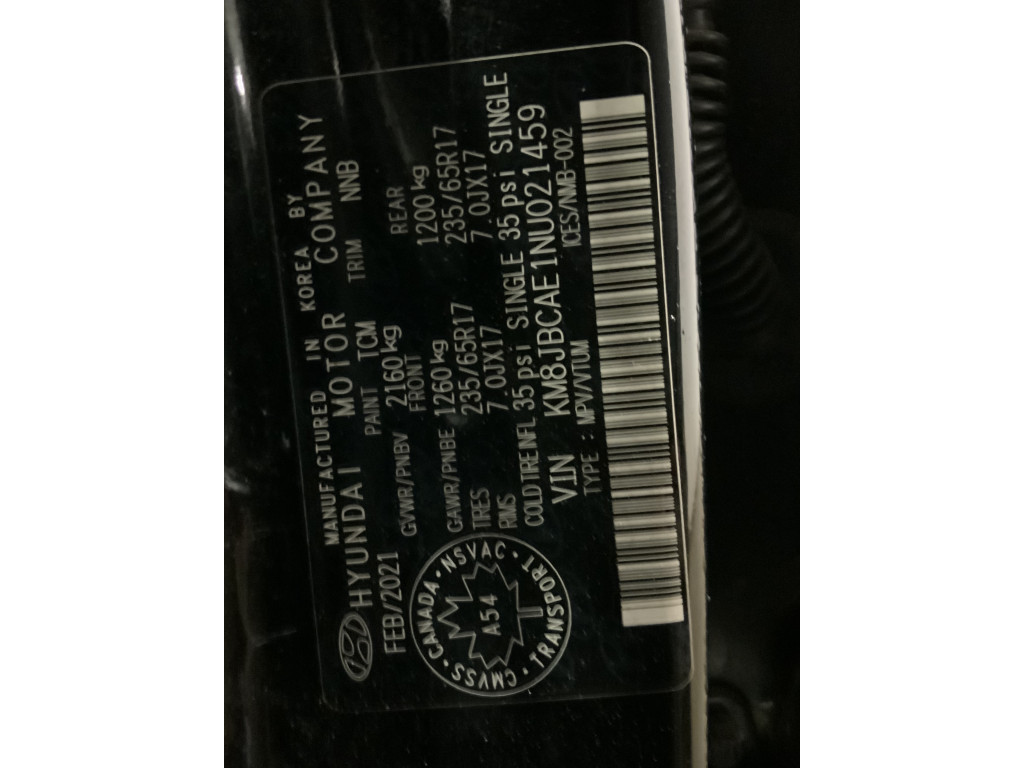 MANUFACTURED IN KOREA BY
HYUNDAI MOTOR COMPANY
FEB/2021 PAINT TCM TRIM NNB
GVWR/PNBV 2160kg
FRONT REAR
GAWR/PNBE 1260kg 1200kg
TIRES 235/65R17 235/65R17
RIMS 7.0JX17 7.0JX17
COLD TIRE INFL 35psi SINGLE 35psi SINGLE
VIN KM8JBCAE1NU021459
TYPE : MPV/VTUM ICES/NMB-002
CMVSS · CANADA · NSVAC · TRANSPORT ·
A54
T